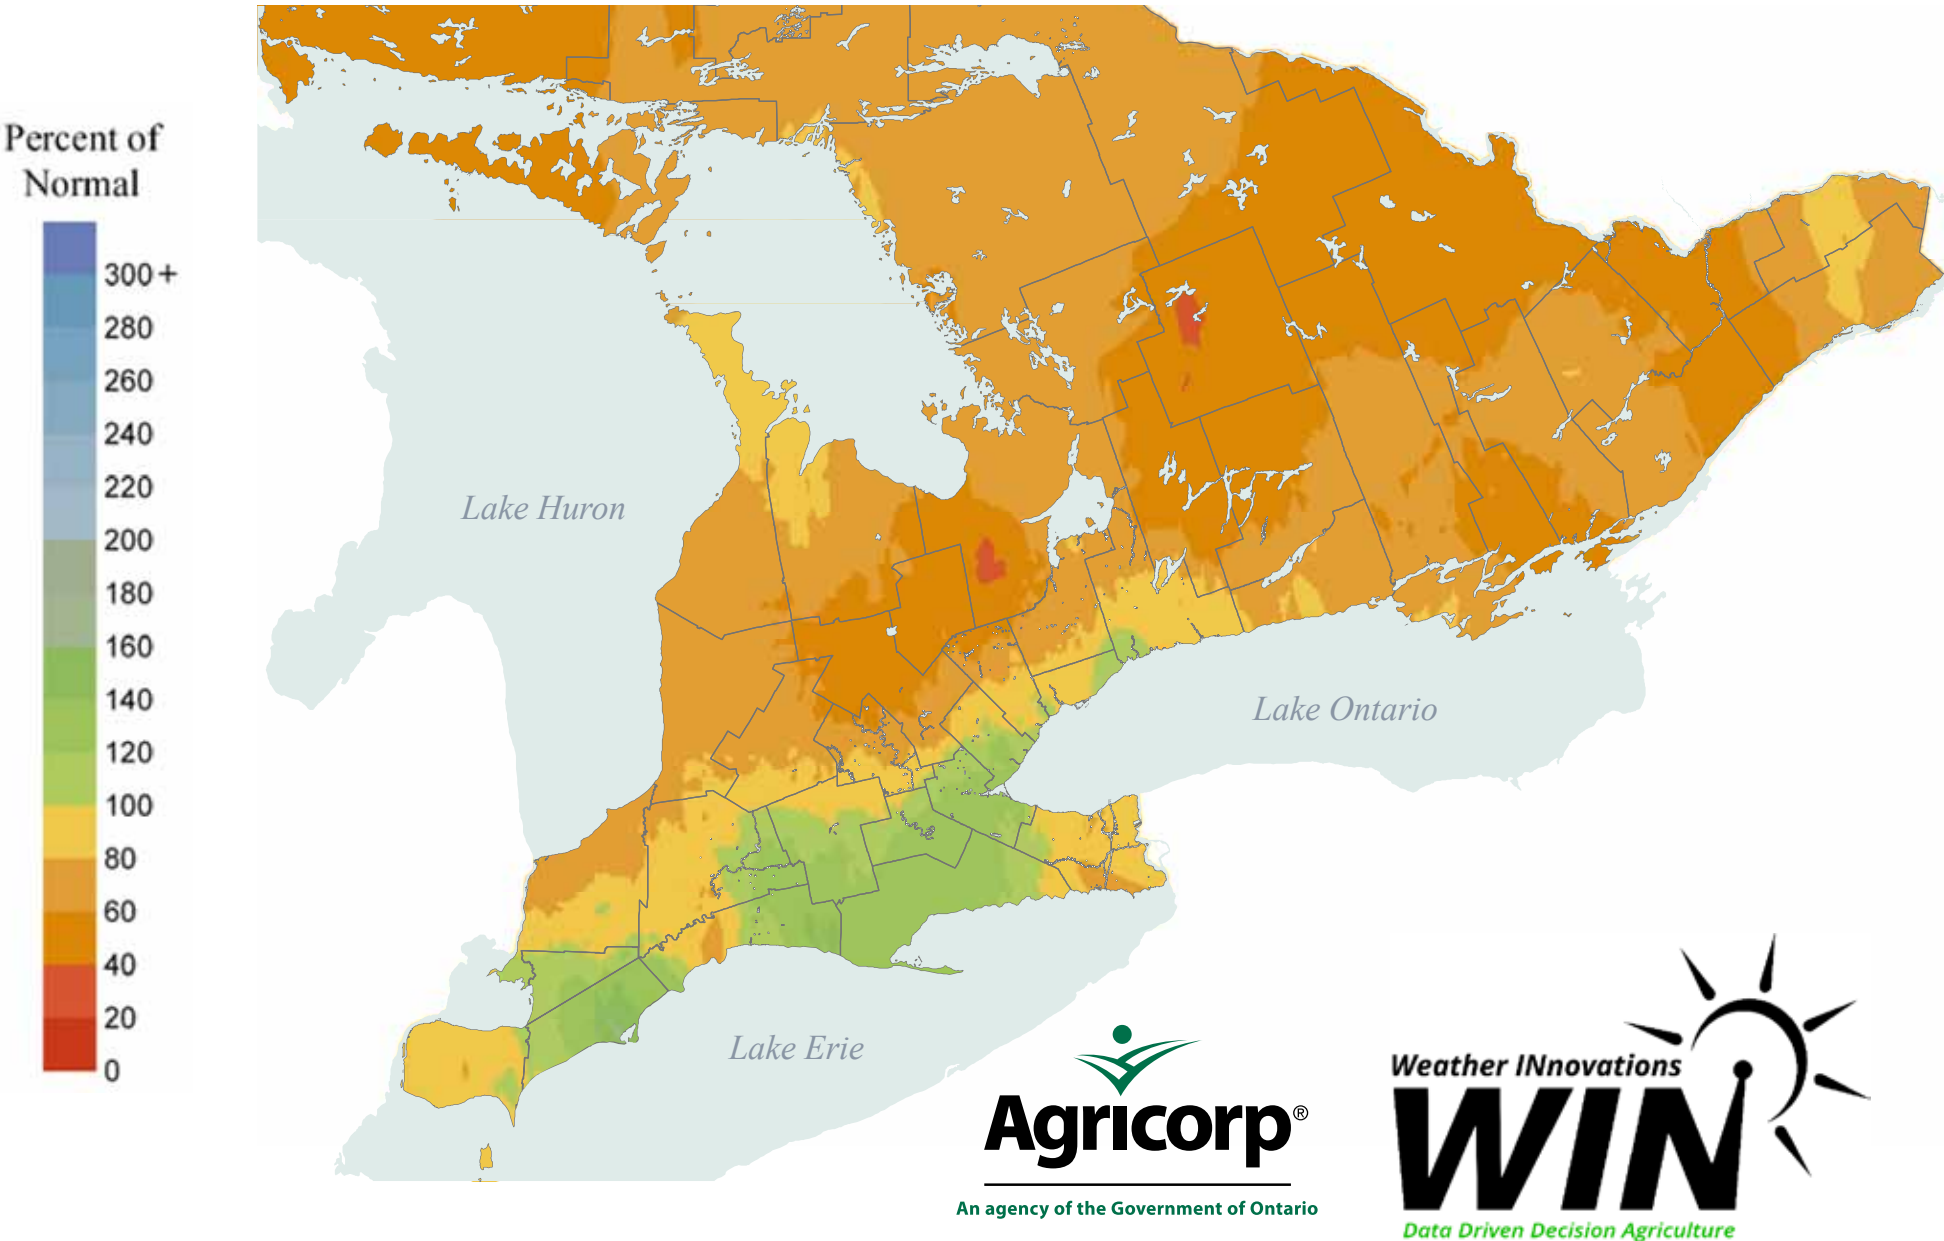 Percent of
Normal
300+
280
260
240
220
200
180
160
140
120
100
80
60
40
20
0
Lake Huron
Lake Ontario
Lake Erie
Agricorp®
An agency of the Government of Ontario
Weather INnovations
WIN
Data Driven Decision Agriculture